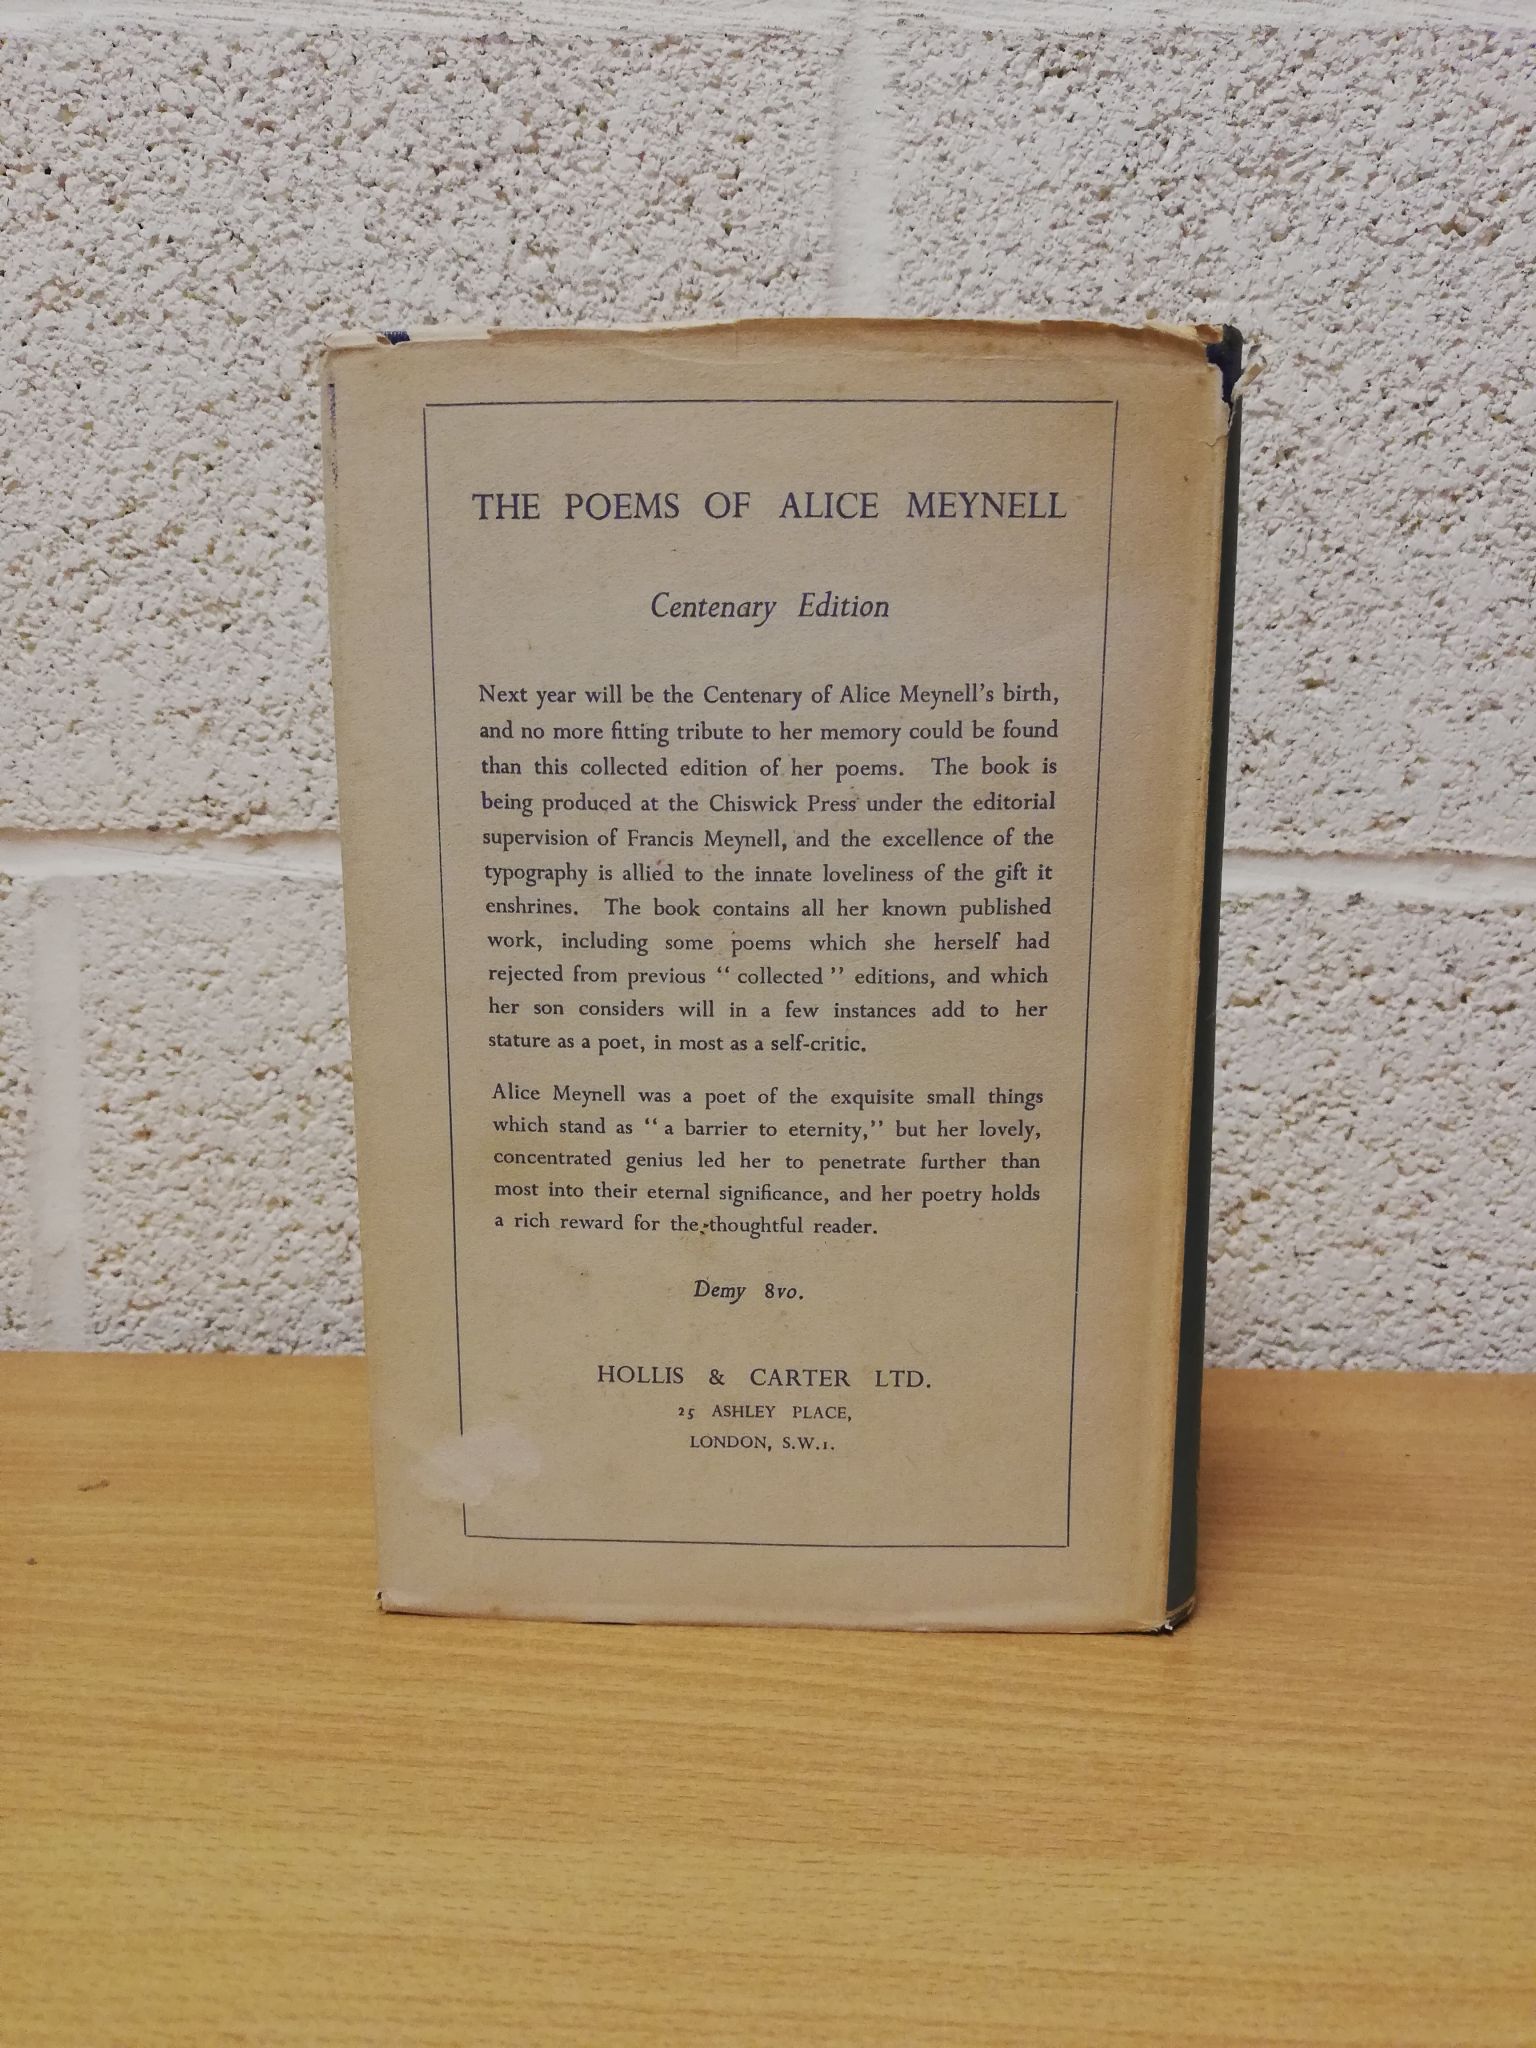 THE POEMS OF ALICE MEYNELL
Centenary Edition
Next year will be the Centenary of Alice Meynell's birth,
and no more fitting tribute to her memory could be found
than this collected edition of her poems. The book is
being produced at the Chiswick Press under the editorial
supervision of Francis Meynell, and the excellence of the
typography is allied to the innate loveliness of the gift it
enshrines. The book contains all her known published
work, including some poems which she herself had
rejected from previous “collected” editions, and which
her son considers will in a few instances add to her
stature as a poet, in most as a self-critic.
Alice Meynell was a poet of the exquisite small things
which stand as “a barrier to eternity,” but her lovely,
concentrated genius led her to penetrate further than
most into their eternal significance, and her poetry holds
a rich reward for the thoughtful reader.
Demy 8vo.
HOLLIS & CARTER LTD.
25 ASHLEY PLACE,
LONDON, S.W.1.